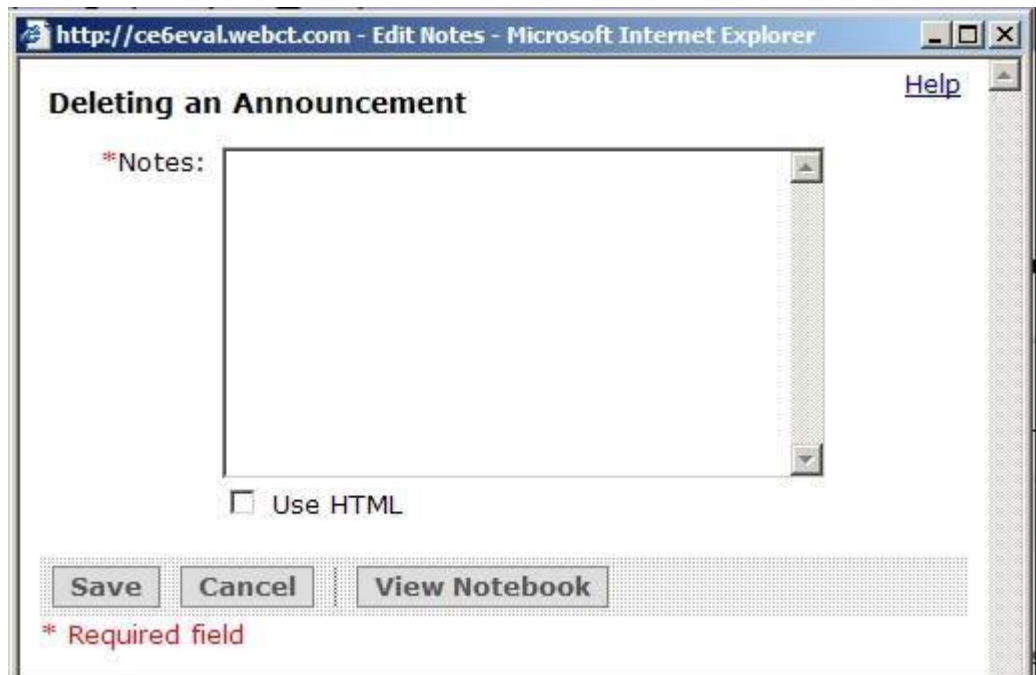 http://ce6eval.webct.com - Edit Notes - Microsoft Internet Explorer
Help
Deleting an Announcement
*Notes:
Use HTML
Save Cancel View Notebook
* Required field